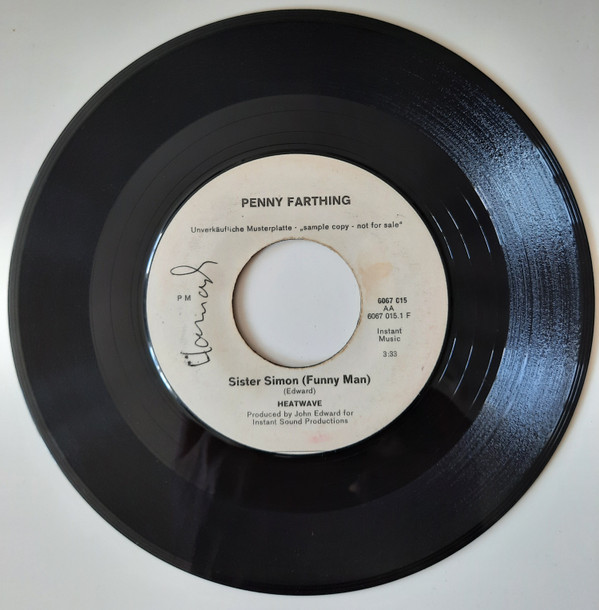 PENNY FARTHING
Unverkäufliche Musterplatte - „sample copy - not for sale"
PM
6067 015
AA
6067 015.1 F
Instant
Music
3:33
Sister Simon (Funny Man)
(Edward)
HEATWAVE
Produced by John Edward for
Instant Sound Productions